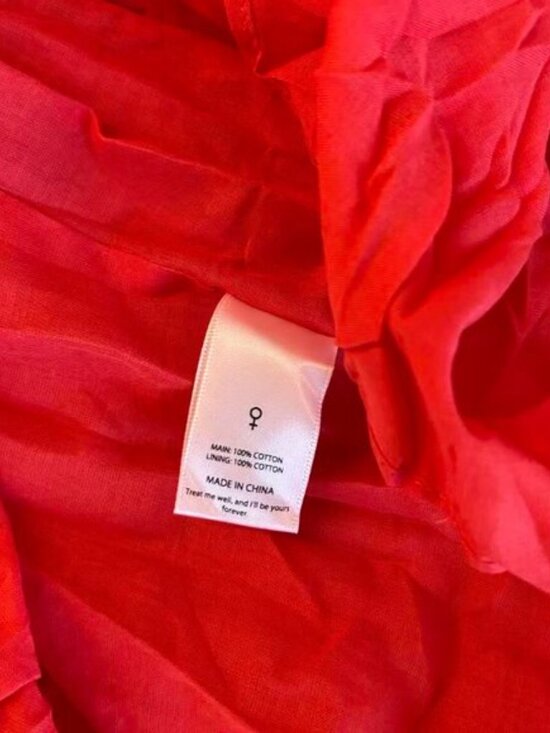 ♀
MAIN: 100% COTTON
LINING: 100% COTTON
MADE IN CHINA
Treat me well, and I'll be yours
forever.